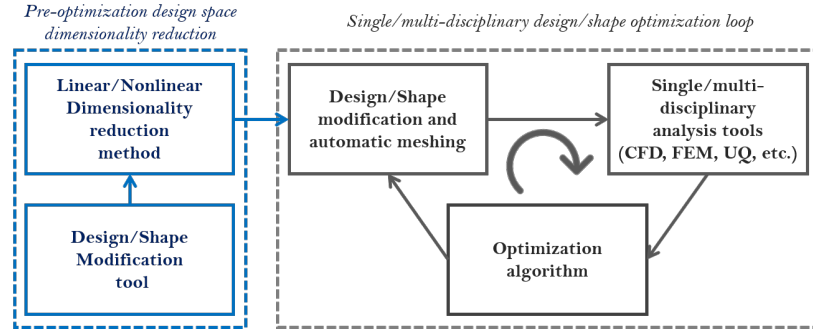 Pre-optimization design space
dimensionality reduction
Single/multi-disciplinary design/shape optimization loop
Linear/Nonlinear
Dimensionality
reduction
method
Design/Shape
Modification
tool
Design/Shape
modification and
automatic meshing
Single/multi-
disciplinary
analysis tools
(CFD, FEM, UQ, etc.)
Optimization
algorithm